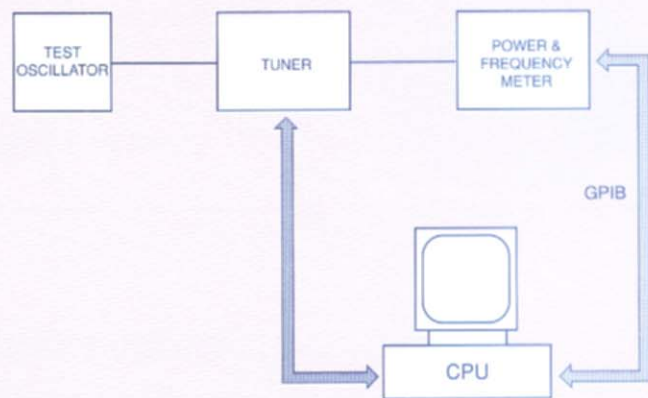 TEST
OSCILLATOR
TUNER
POWER &
FREQUENCY
METER
GPIB
CPU